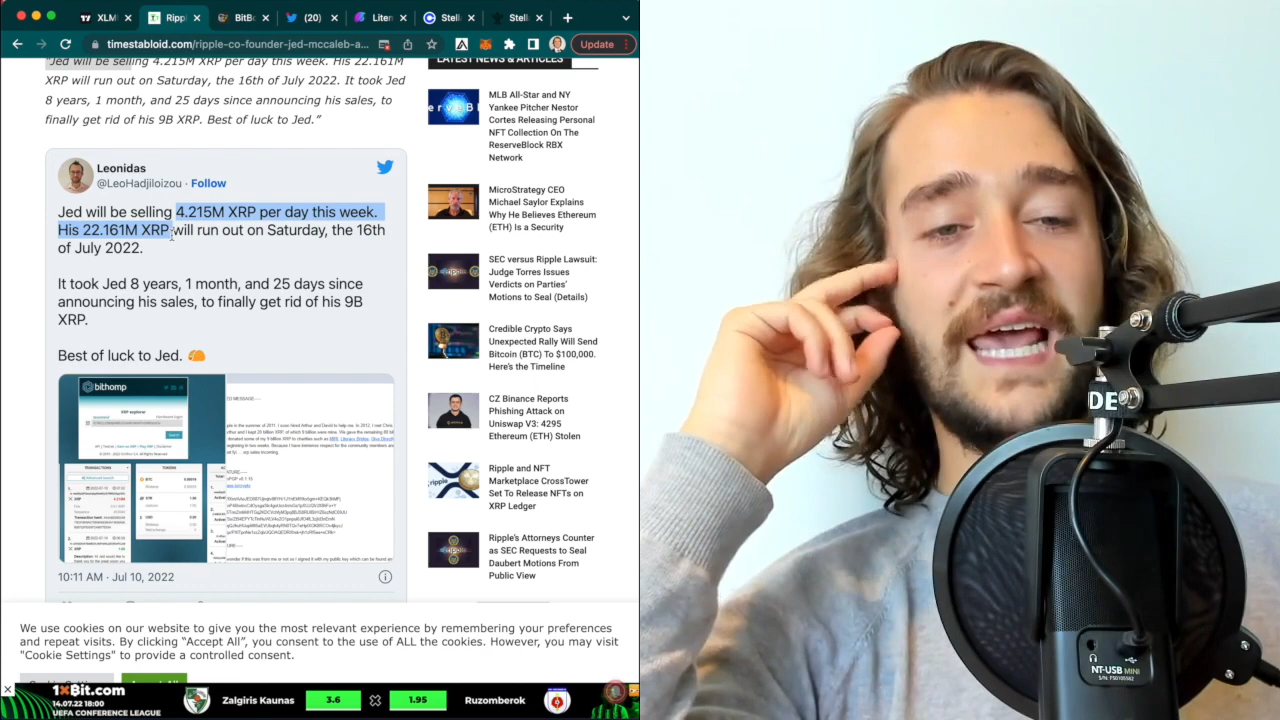 XLM
Rippl
BitBo
(20)
Liten
Stella
Stella
timestabloid.com/ripple-co-founder-jed-mccaleb-a...
Update
"Jed will be selling 4.215M XRP per day this week. His 22.161M
XRP will run out on Saturday, the 16th of July 2022. It took Jed
8 years, 1 month, and 25 days since announcing his sales, to
finally get rid of his 9B XRP. Best of luck to Jed."
Leonidas
@LeoHadjiloizou · Follow
Jed will be selling 4.215M XRP per day this week.
His 22.161M XRP will run out on Saturday, the 16th
of July 2022.
It took Jed 8 years, 1 month, and 25 days since
announcing his sales, to finally get rid of his 9B
XRP.
Best of luck to Jed.
bithomp
XRP explorer
10:11 AM · Jul 10, 2022
LATEST NEWS & ARTICLES
MLB All-Star and NY
Yankee Pitcher Nestor
Cortes Releasing Personal
NFT Collection On The
ReserveBlock RBX
Network
MicroStrategy CEO
Michael Saylor Explains
Why He Believes Ethereum
(ETH) Is a Security
SEC versus Ripple Lawsuit:
Judge Torres Issues
Verdicts on Parties'
Motions to Seal (Details)
Credible Crypto Says
Unexpected Rally Will Send
Bitcoin (BTC) To $100,000.
Here's the Timeline
CZ Binance Reports
Phishing Attack on
Uniswap V3: 4295
Ethereum (ETH) Stolen
Ripple and NFT
Marketplace CrossTower
Set To Release NFTs on
XRP Ledger
Ripple's Attorneys Counter
as SEC Requests to Seal
Daubert Motions From
Public View
We use cookies on our website to give you the most relevant experience by remembering your preferences
and repeat visits. By clicking "Accept All", you consent to the use of ALL the cookies. However, you may visit
"Cookie Settings" to provide a controlled consent.
1XBit.com
14.07.22 18:00
UEFA CONFERENCE LEAGUE
Zalgiris Kaunas
3.6
1.95
Ruzomberok
DE
NT-USB MINI